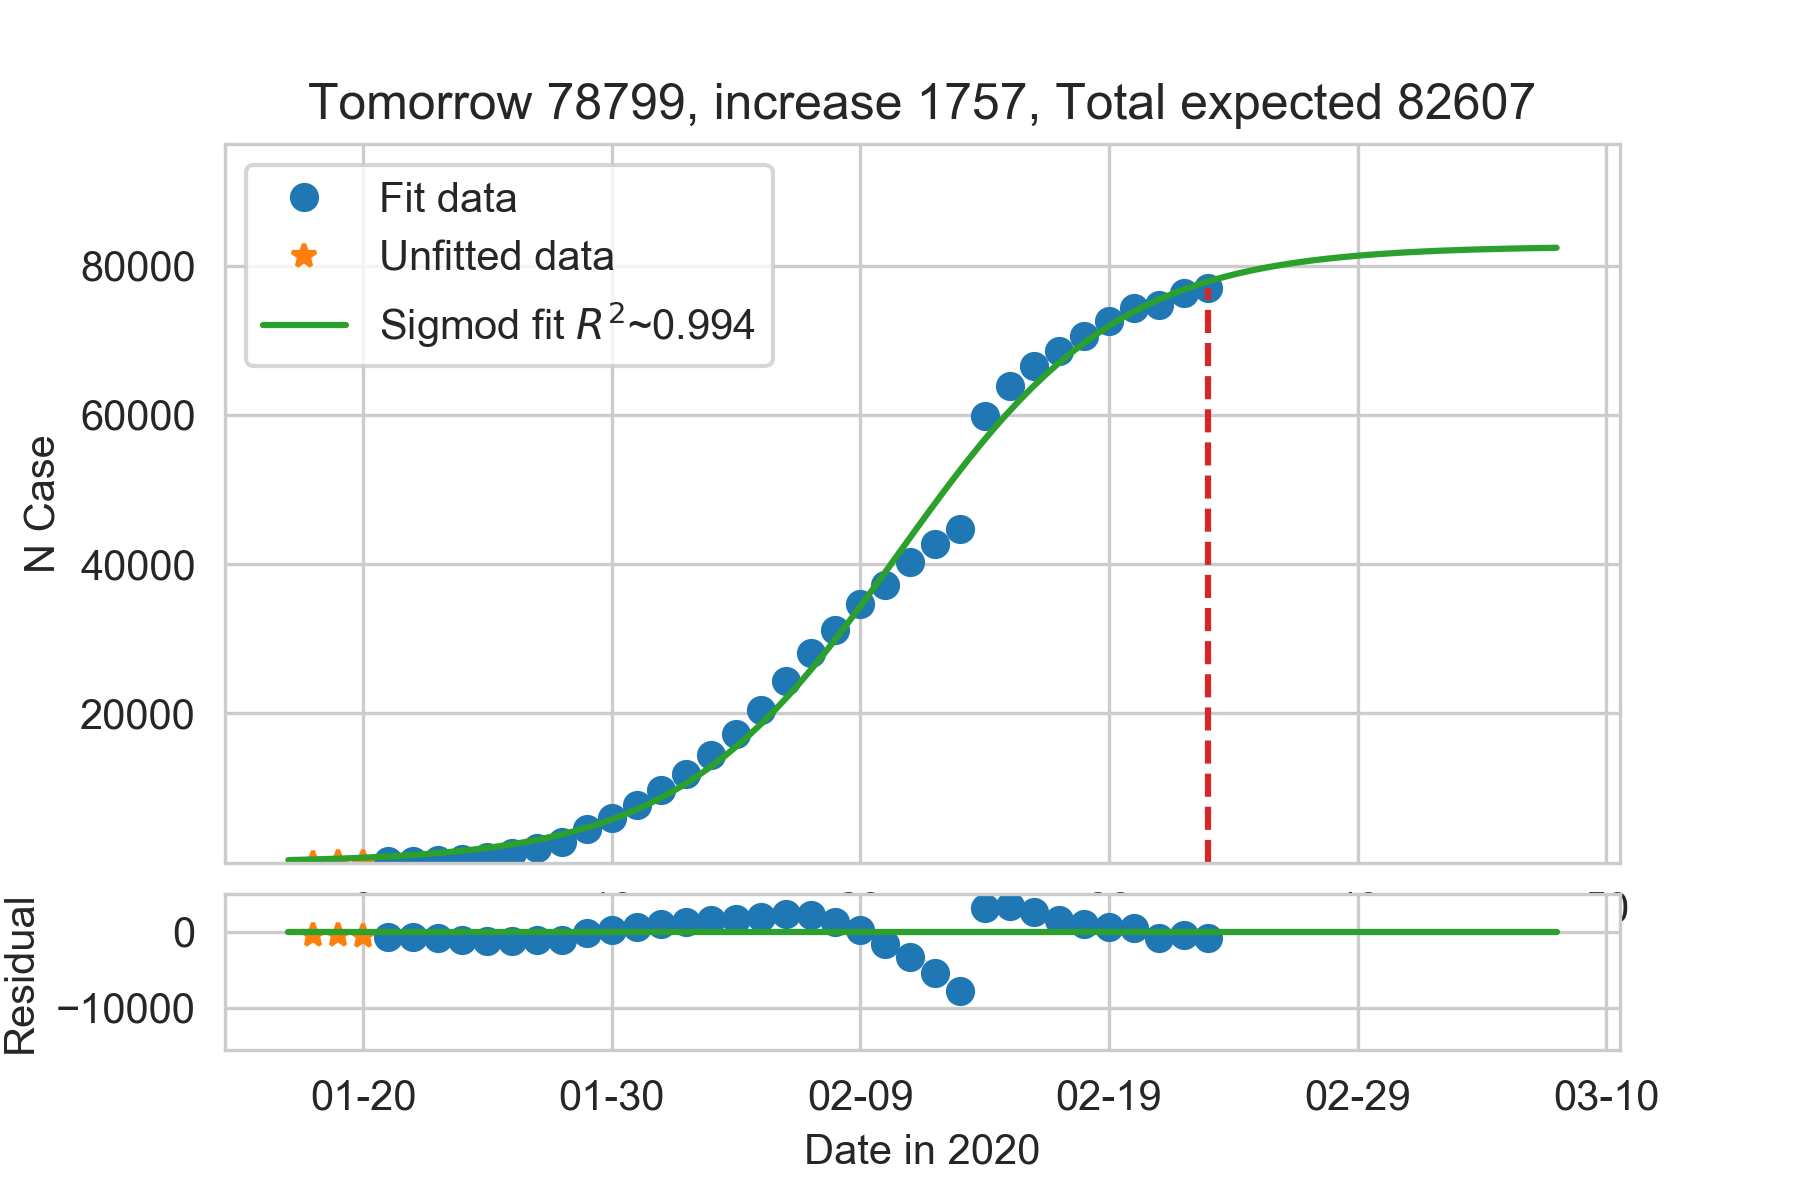 Tomorrow 78799, increase 1757, Total expected 82607
Fit data
Unfitted data
Sigmod fit R²~0.994
N Case
80000
60000
40000
20000
Residual
0
−10000
01-20 01-30 02-09 02-19 02-29 03-10
Date in 2020